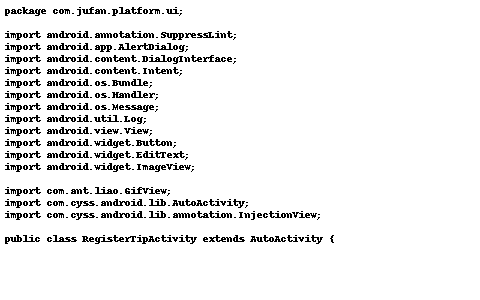 package com.jufan.platform.ui;
import android.annotation.SuppressLint;
import android.app.AlertDialog;
import android.content.DialogInterface;
import android.content.Intent;
import android.os.Bundle;
import android.os.Handler;
import android.os.Message;
import android.util.Log;
import android.view.View;
import android.widget.Button;
import android.widget.EditText;
import android.widget.ImageView;
import com.ant.liao.GifView;
import com.cyss.android.lib.AutoActivity;
import com.cyss.android.lib.annotation.InjectionView;
public class RegisterTipActivity extends AutoActivity {